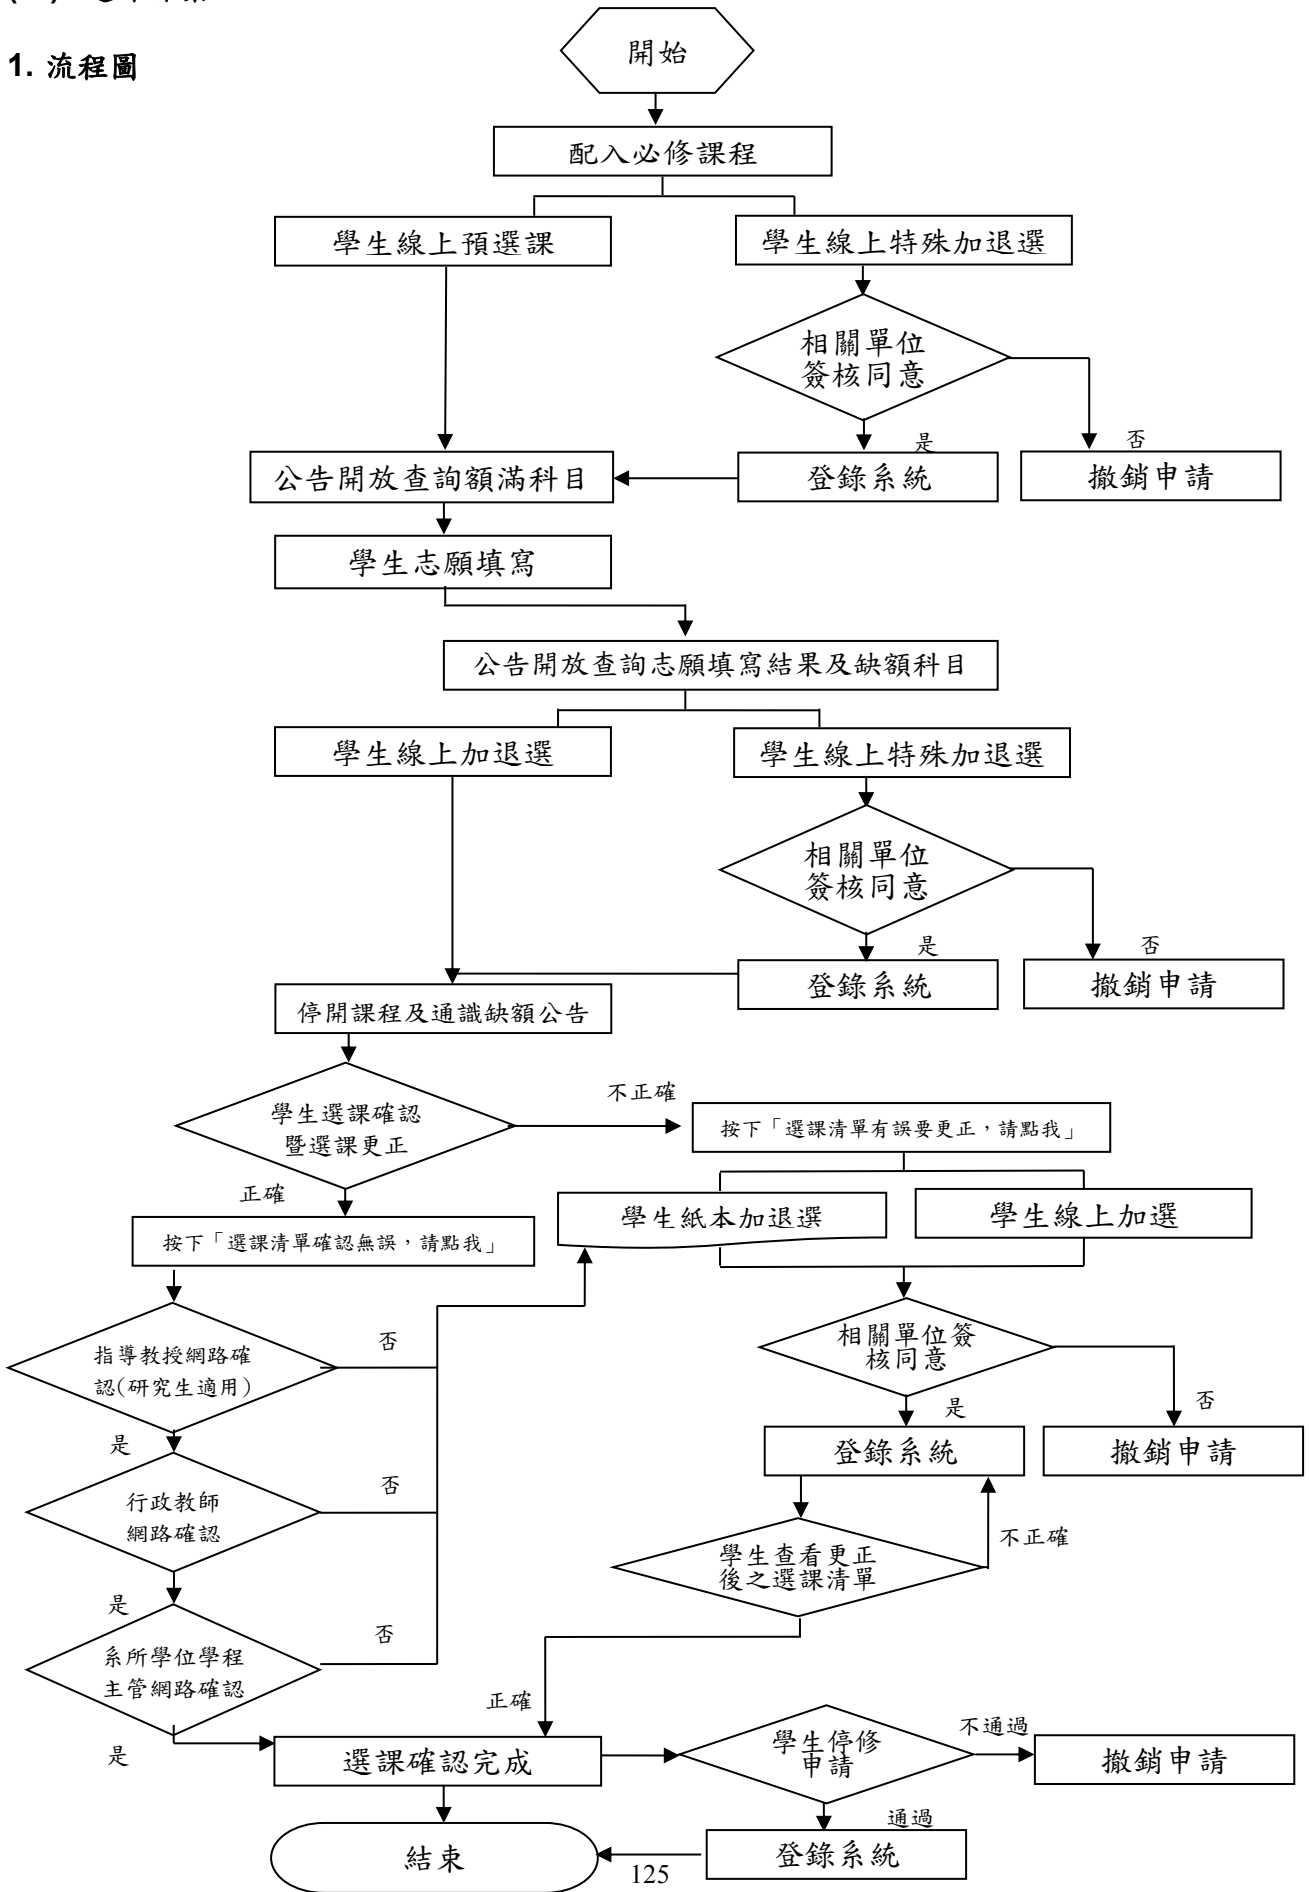 1. 流程圖
開始
配入必修課程
學生線上預選課
學生線上特殊加退選
相關單位
簽核同意
是
否
公告開放查詢額滿科目
登錄系統
撤銷申請
學生志願填寫
公告開放查詢志願填寫結果及缺額科目
學生線上加退選
學生線上特殊加退選
相關單位
簽核同意
是
否
登錄系統
撤銷申請
停開課程及通識缺額公告
學生選課確認
暨選課更正
不正確
按下「選課清單有誤要更正，請點我」
正確
學生紙本加退選
學生線上加選
按下「選課清單確認無誤，請點我」
指導教授網路確
認(研究生適用)
否
相關單位簽
核同意
是
否
是
登錄系統
撤銷申請
行政教師
網路確認
否
不正確
學生查看更正
後之選課清單
是
系所學位學程
主管網路確認
否
正確
是
選課確認完成
學生停修
申請
不通過
撤銷申請
通過
結束
登錄系統
125